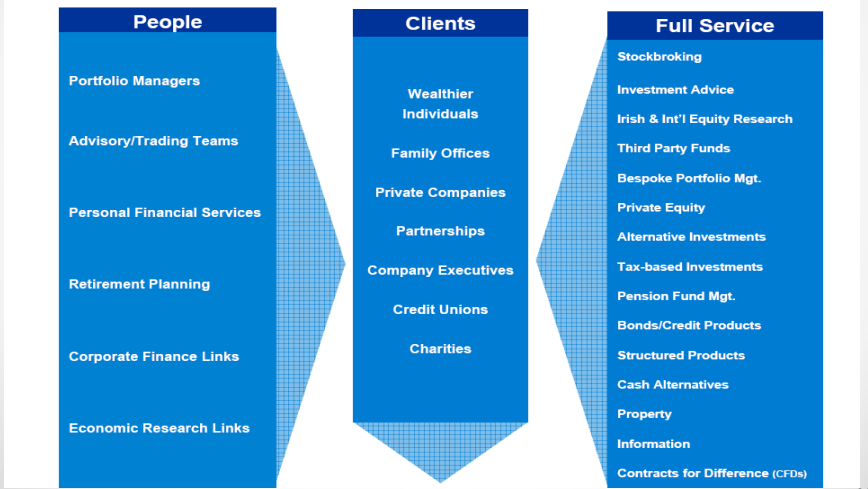 People
Portfolio Managers
Advisory/Trading Teams
Personal Financial Services
Retirement Planning
Corporate Finance Links
Economic Research Links
Clients
Wealthier
Individuals
Family Offices
Private Companies
Partnerships
Company Executives
Credit Unions
Charities
Full Service
Stockbroking
Investment Advice
Irish & Int'l Equity Research
Third Party Funds
Bespoke Portfolio Mgt.
Private Equity
Alternative Investments
Tax-based Investments
Pension Fund Mgt.
Bonds/Credit Products
Structured Products
Cash Alternatives
Property
Information
Contracts for Difference (CFDs)